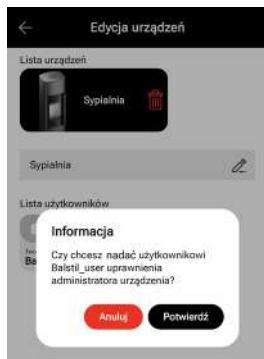 Edycja urządzeń
Lista urządzeń
Sypialnia
Sypialnia
Lista użytkowników
Informacja
Czy chcesz nadać użytkownikowi
Balstil_user uprawnienia
administratora urządzenia?
Anuluj
Potwierdź